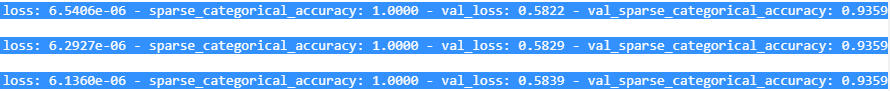 loss: 6.5406e-06 - sparse_categorical_accuracy: 1.0000 - val_loss: 0.5822 - val_sparse_categorical_accuracy: 0.9359
loss: 6.2927e-06 - sparse_categorical_accuracy: 1.0000 - val_loss: 0.5829 - val_sparse_categorical_accuracy: 0.9359
loss: 6.1360e-06 - sparse_categorical_accuracy: 1.0000 - val_loss: 0.5839 - val_sparse_categorical_accuracy: 0.9359